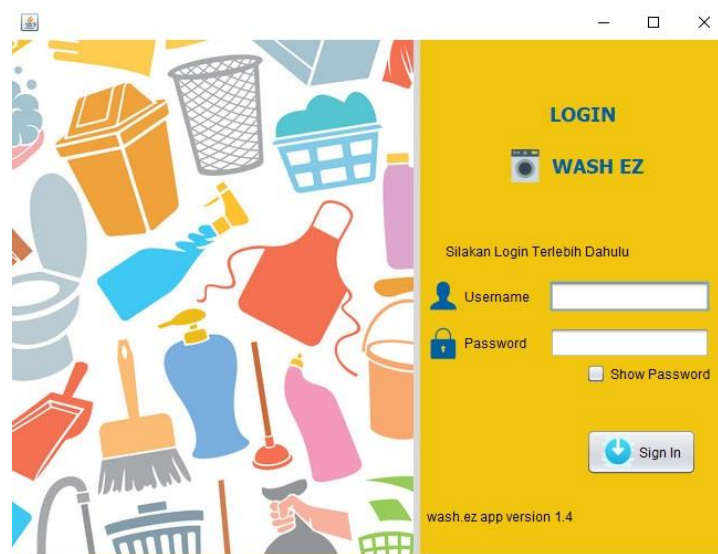 LOGIN
WASH EZ
Silakan Login Terlebih Dahulu
Username
Password
Show Password
Sign In
wash.ez app version 1.4